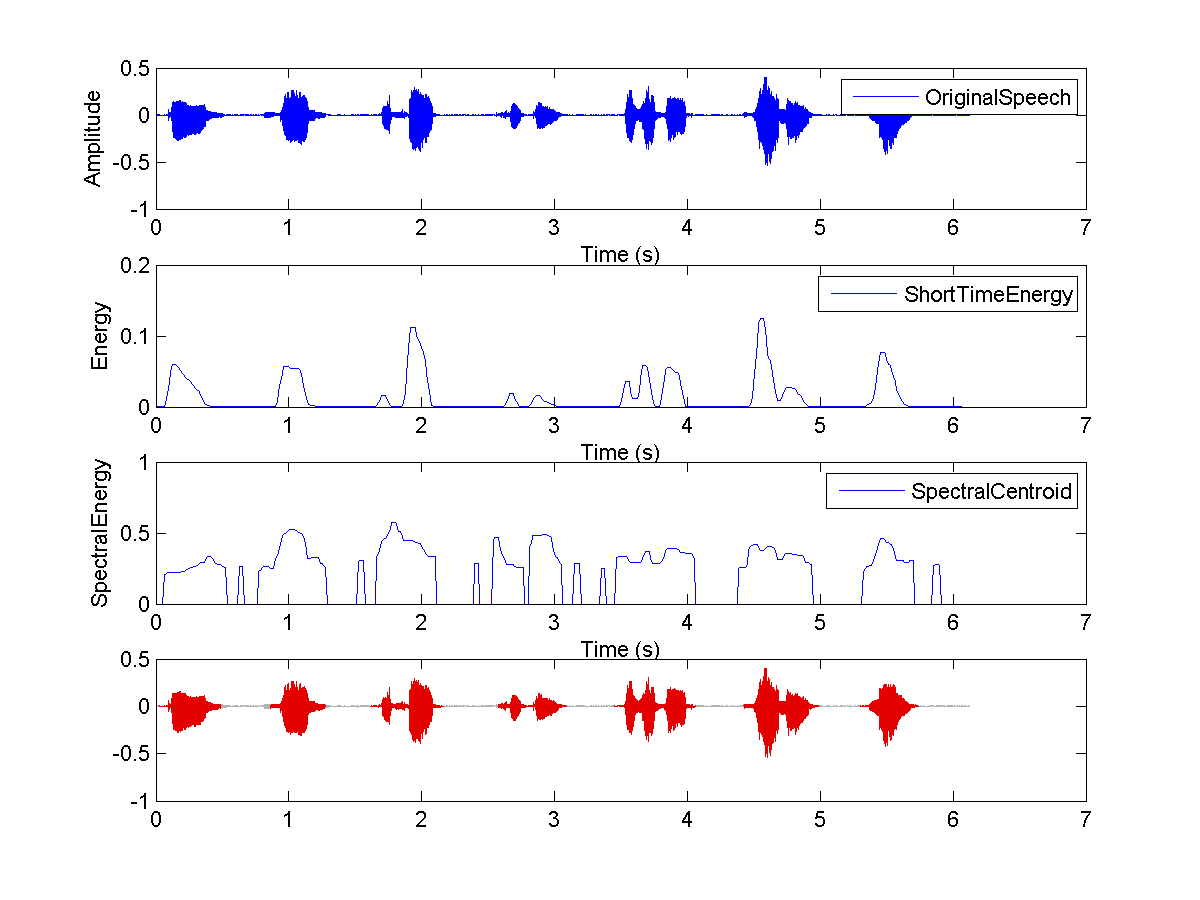 0.5
0
-0.5
-1
Amplitude
OriginalSpeech
0 1 2 3 4 5 6 7
Time (s)
0.2
0.1
0
Energy
ShortTimeEnergy
0 1 2 3 4 5 6 7
Time (s)
1
0.5
0
SpectralEnergy
SpectralCentroid
0 1 2 3 4 5 6 7
Time (s)
0.5
0
-0.5
-1
0 1 2 3 4 5 6 7